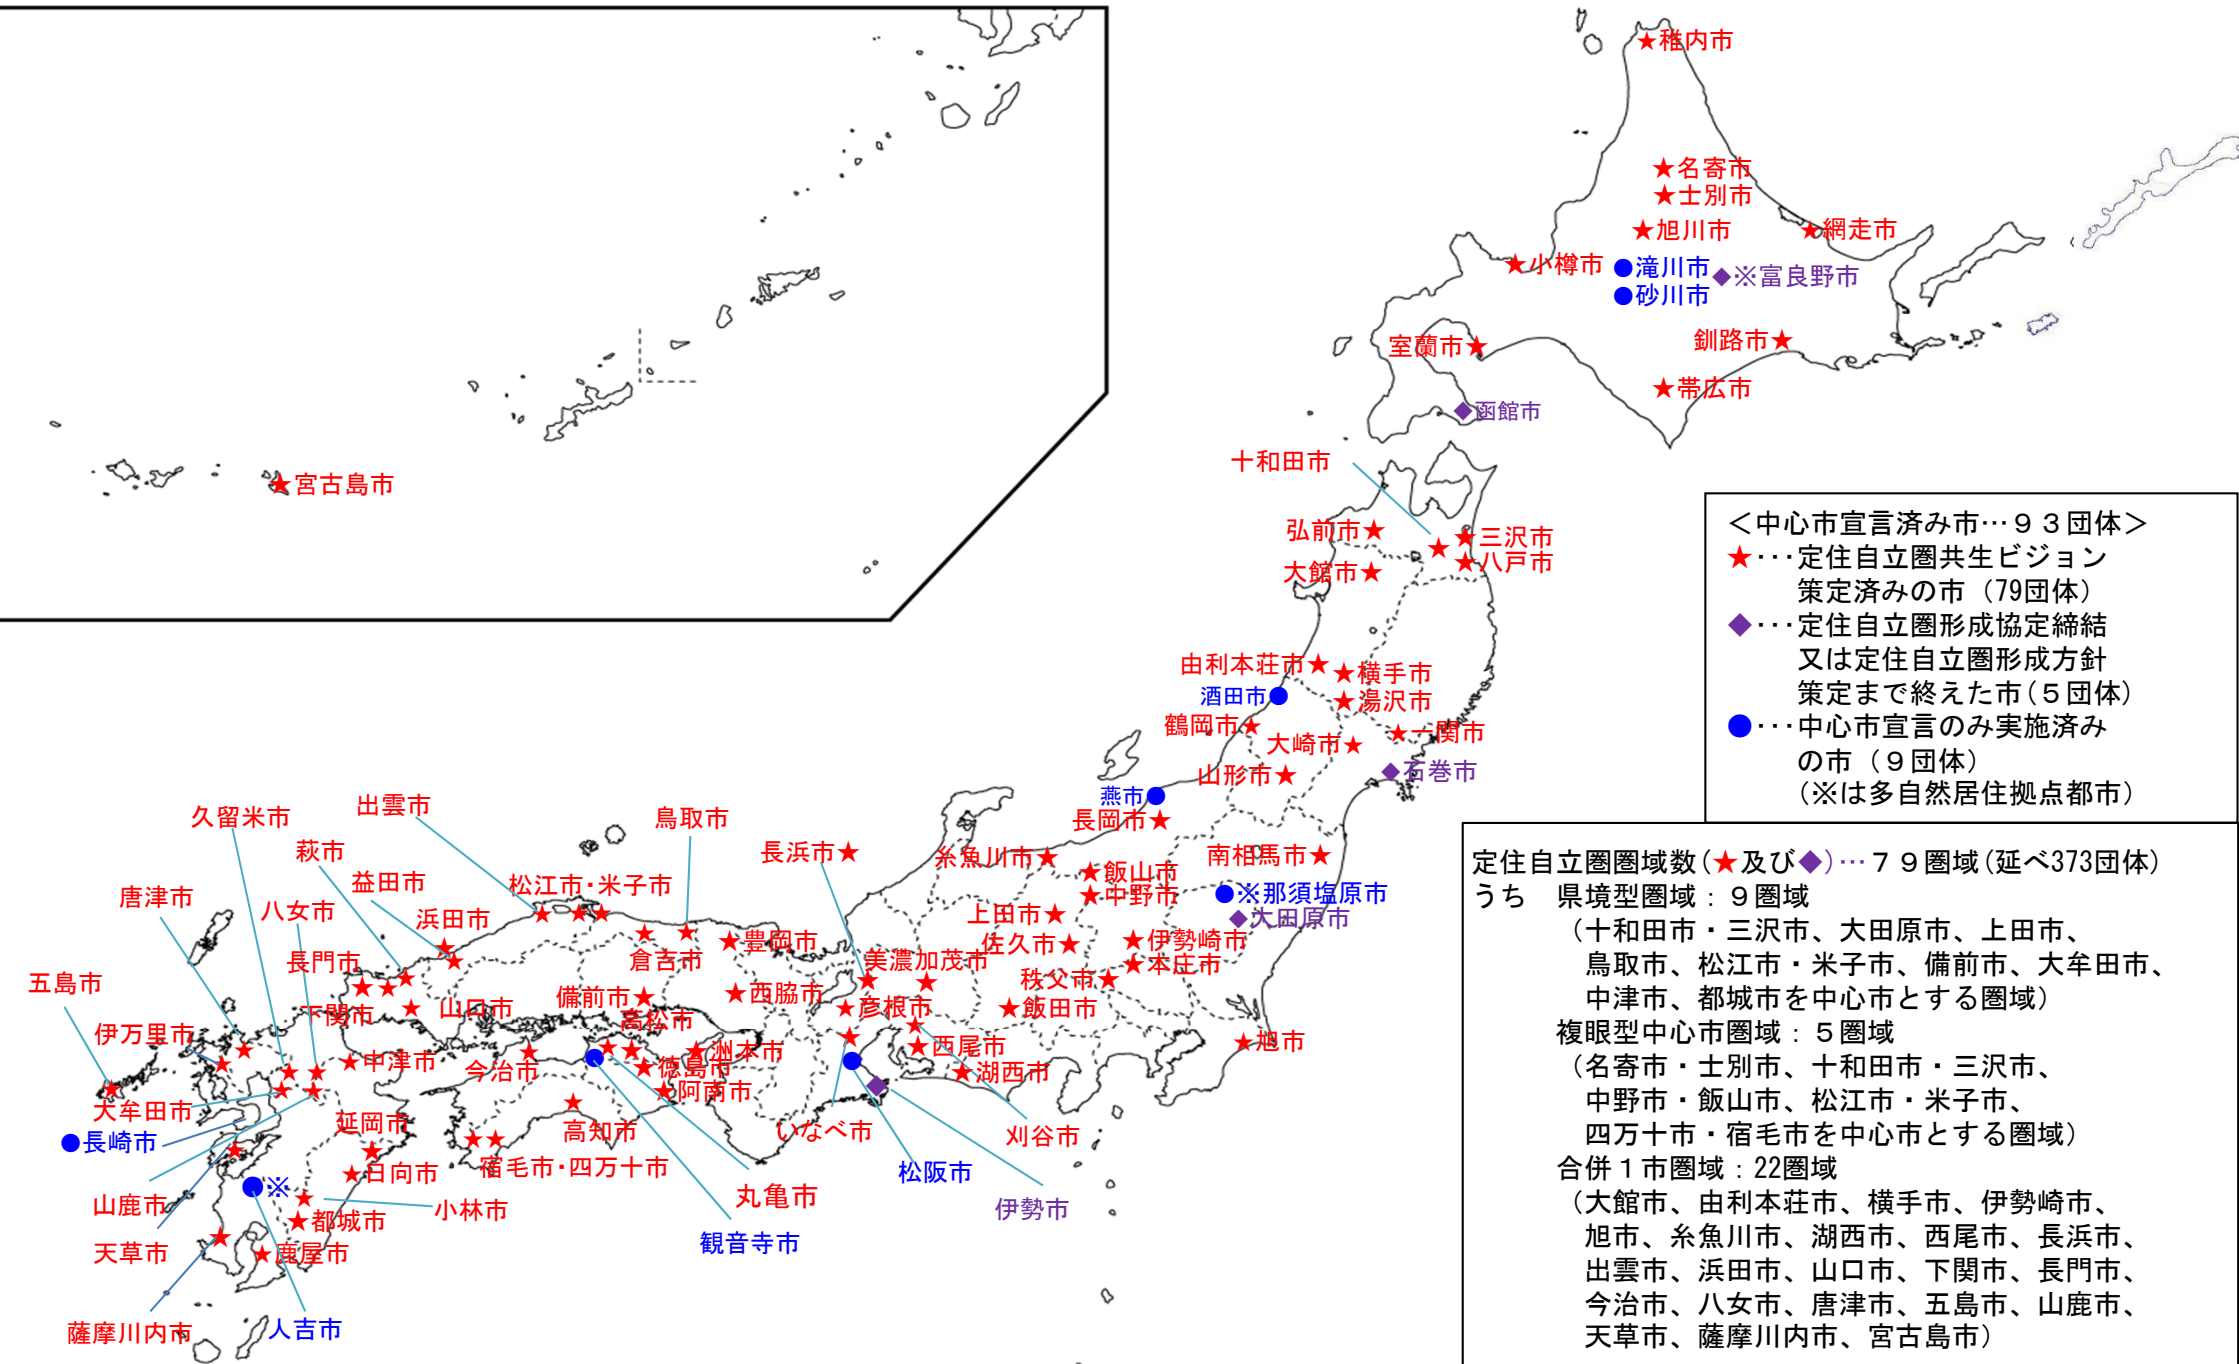 ★稚内市
★名寄市
★士別市
★旭川市
★網走市
★小樽市
●滝川市
◆※富良野市
●砂川市
室蘭市★
釧路市★
★帯広市
◆函館市
★宮古島市
十和田市
弘前市★
★三沢市
大館市★
★八戸市
<中心市宣言済み市…９３団体>
★･･･定住自立圏共生ビジョン
策定済みの市（79団体）
◆･･･定住自立圏形成協定締結
又は定住自立圏形成方針
策定まで終えた市(５団体)
●･･･中心市宣言のみ実施済み
の市（９団体）
（※は多自然居住拠点都市）
由利本荘市★
★横手市
酒田市●
★湯沢市
鶴岡市★
大崎市★
★一関市
山形市★
◆石巻市
燕市●
長岡市★
南相馬市★
糸魚川市★
★飯山市
★中野市
●※那須塩原市
◆大田原市
上田市★
佐久市★
★伊勢崎市
★本庄市
秩父市★
★飯田市
★旭市
長浜市★
美濃加茂市
★彦根市
★西尾市
★湖西市
刈谷市
いなべ市
松阪市
伊勢市
久留米市
出雲市
鳥取市
萩市
益田市
松江市・米子市
唐津市
八女市
浜田市
★豊岡市
倉吉市
長門市
五島市
備前市★
★西脇市
下関市
山口市
高松市
伊万里市
★洲本市
★中津市
今治市
★徳島市
★阿南市
大牟田市
延岡市
高知市
●長崎市
宿毛市・四万十市
★日向市
丸亀市
※
山鹿市
小林市
★都城市
観音寺市
天草市
★鹿屋市
薩摩川内市
人吉市
定住自立圏圏域数(★及び◆)…７９圏域(延べ373団体)
うち　県境型圏域：９圏域
（十和田市・三沢市、大田原市、上田市、
鳥取市、松江市・米子市、備前市、大牟田市、
中津市、都城市を中心市とする圏域）
複眼型中心市圏域：５圏域
（名寄市・士別市、十和田市・三沢市、
中野市・飯山市、松江市・米子市、
四万十市・宿毛市を中心市とする圏域）
合併１市圏域：22圏域
（大館市、由利本荘市、横手市、伊勢崎市、
旭市、糸魚川市、湖西市、西尾市、長浜市、
出雲市、浜田市、山口市、下関市、長門市、
今治市、八女市、唐津市、五島市、山鹿市、
天草市、薩摩川内市、宮古島市）